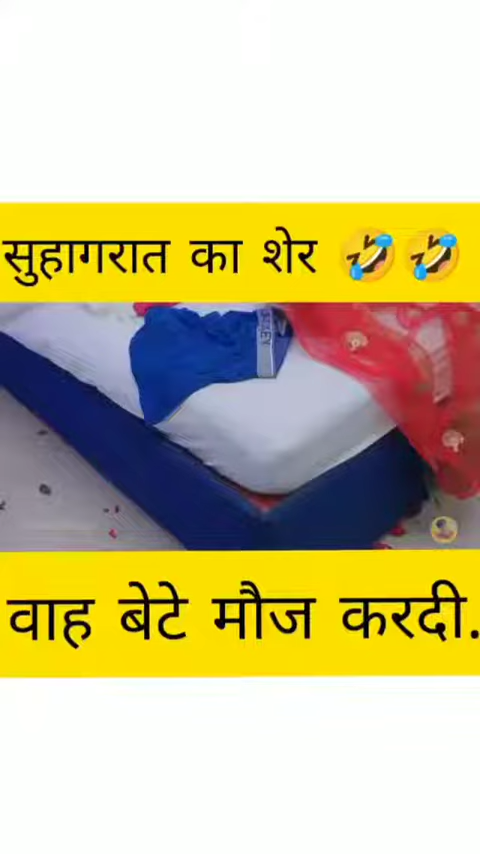 सुहागरात का शेर 🤣🤣
वाह बेटे मौज करदी.